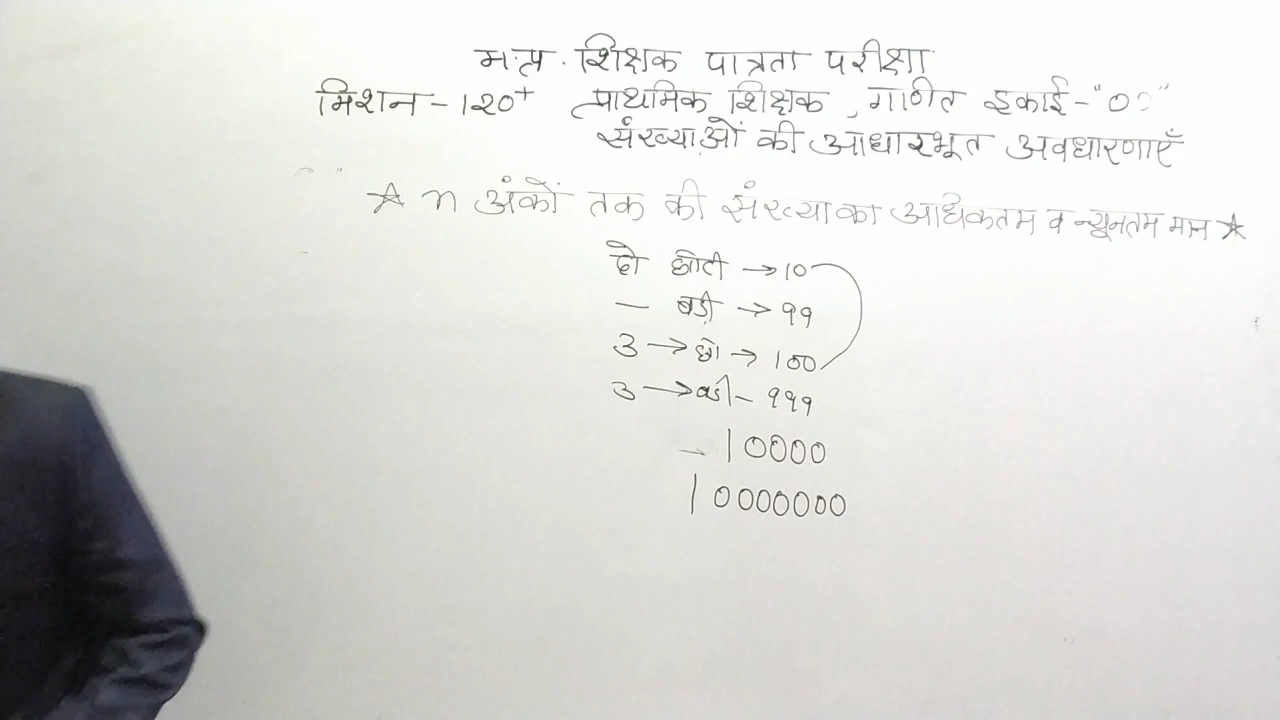 म.प्र. शिक्षक पात्रता परीक्षा
मिशन - 120+ प्राथमिक शिक्षक, गणित इकाई-"01"
संख्याओं की आधारभूत अवधारणाएँ
☆ n अंकों तक की संख्या का अधिकतम व न्यूनतम मान ☆
दो छोटी → 10
— बड़ी → 99
3 → छो → 100
3 → बड़ी - 999
- 10000
10000000